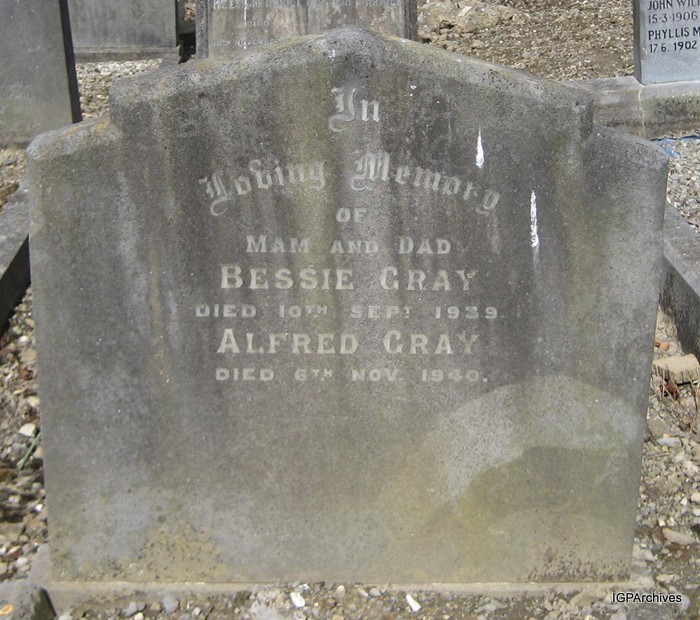 JOHN
15·3·1906
PHYLLIS M
17·6·1902
In
Loving Memory
OF
MAM AND DAD
BESSIE GRAY
DIED 10TH SEPT 1939.
ALFRED GRAY
DIED 6TH NOV. 1940.
IGPArchives